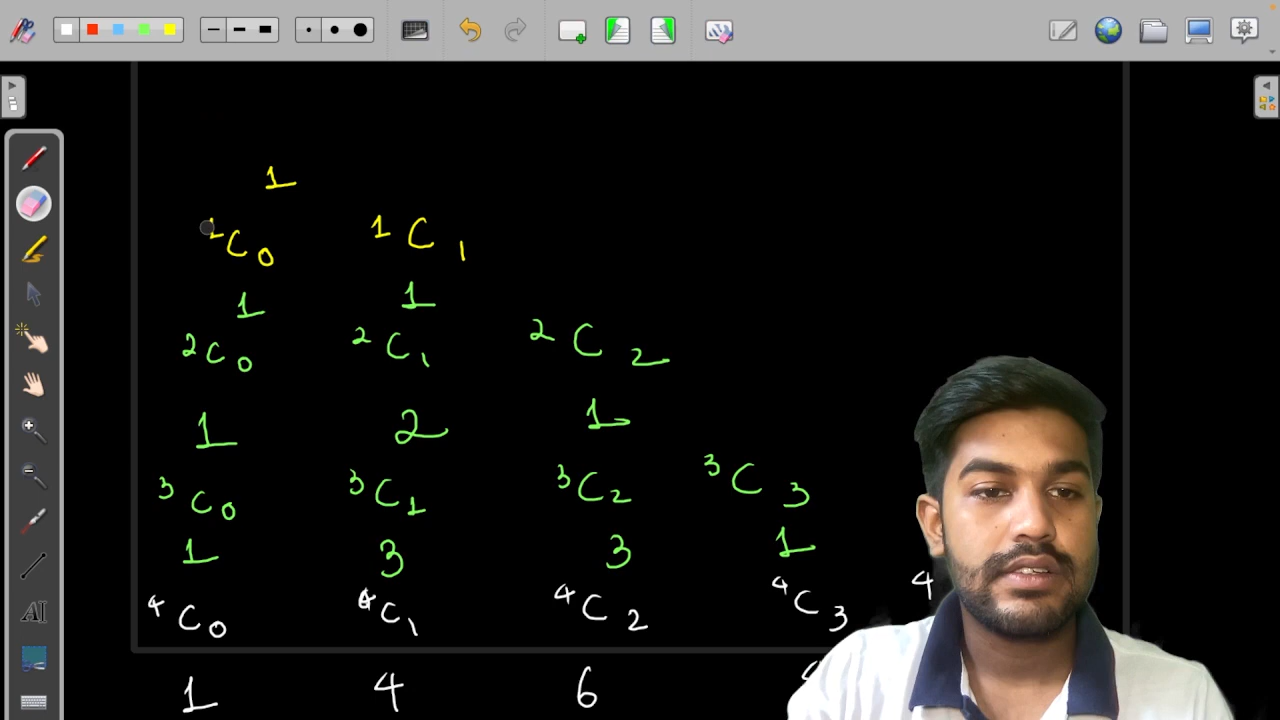 1
¹C₀ ¹C₁
1 1
²C₀ ²C₁ ²C₂
1 2 1
³C₀ ³C₁ ³C₂ ³C₃
1 3 3 1
⁴C₀ ⁴C₁ ⁴C₂ ⁴C₃ 4
1 4 6
AI